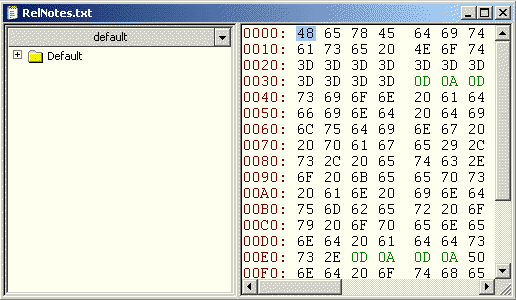 RelNotes.txt
default
Default
0000: 48 65 78 45 64 69 74
0010: 61 73 65 20 4E 6F 74
0020: 3D 3D 3D 3D 3D 3D 3D
0030: 3D 3D 3D 3D 0D 0A 0D
0040: 73 69 6F 6E 20 61 64
0050: 66 69 6E 64 20 64 69
0060: 6C 75 64 69 6E 67 20
0070: 20 70 61 67 65 29 2C
0080: 73 2C 20 65 74 63 2E
0090: 6F 20 6B 65 65 70 73
00A0: 20 61 6E 20 69 6E 64
00B0: 75 6D 62 65 72 20 6F
00C0: 79 20 6F 70 65 6E 65
00D0: 6E 64 20 61 64 64 73
00E0: 73 2E 0D 0A 0D 0A 50
00F0: 6E 64 20 6F 74 68 65